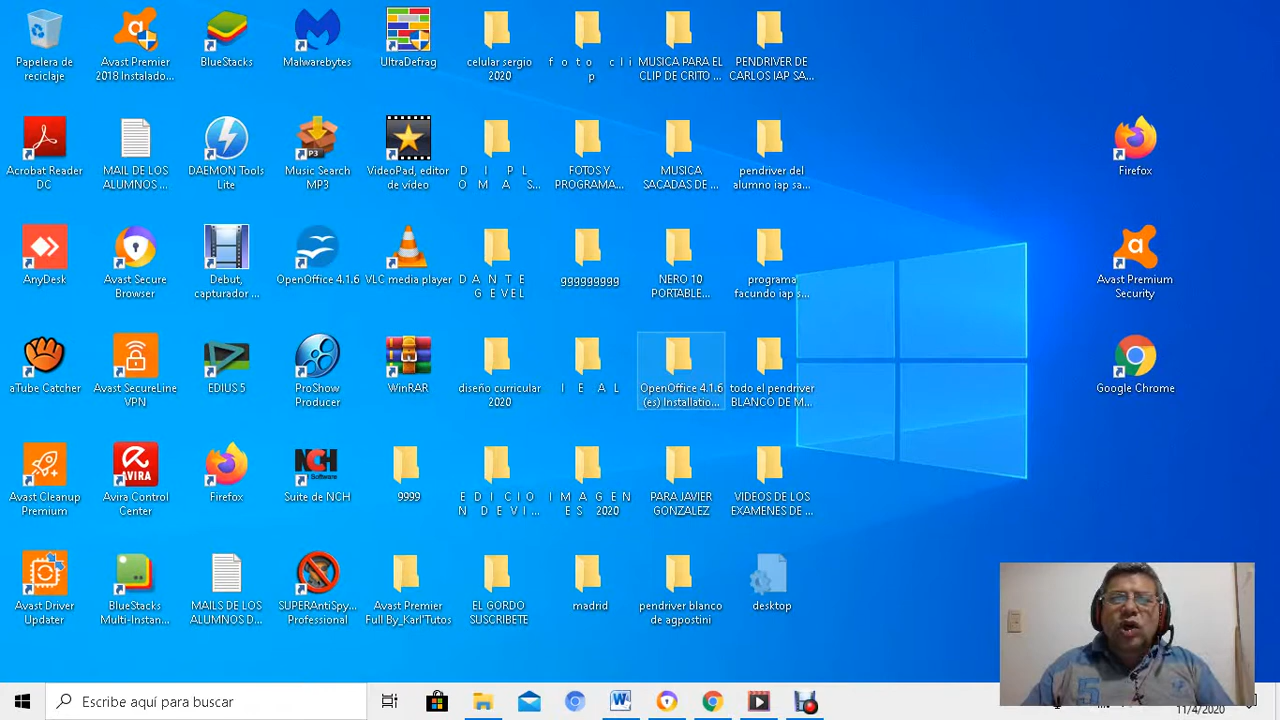 Papelera de
reciclaje
Avast Premier
2018 Instalado...
BlueStacks
Malwarebytes
UltraDefrag
celular sergio
2020
f o t o c l i
p
MUSICA PARA EL
CLIP DE CRITO ...
PENDRIVER DE
CARLOS IAP SA...
Acrobat Reader
DC
MAIL DE LOS
ALUMNOS ...
DAEMON Tools
Lite
P3
Music Search
MP3
VideoPad, editor
de vídeo
D I P L
O M A S...
FOTOS Y
PROGRAMA...
MUSICA
SACADAS DE ...
pendriver del
alumno iap sa...
Firefox
AnyDesk
Avast Secure
Browser
Debut,
capturador ...
OpenOffice 4.1.6
VLC media player
D A N T E
G E V E L
ggggggggg
NERO 10
PORTABLE...
programa
facundo iap s...
Avast Premium
Security
aTube Catcher
Avast SecureLine
VPN
EDIUS 5
ProShow
Producer
WinRAR
diseño curricular
2020
I E A L
OpenOffice 4.1.6
(es) Installatio...
todo el pendriver
BLANCO DE M...
Google Chrome
Avast Cleanup
Premium
AVIRA
Avira Control
Center
Firefox
NCH
Software
Suite de NCH
9999
E D I C I O
N D E V I...
I M A G E N
E S 2020
PARA JAVIER
GONZALEZ
VIDEOS DE LOS
EXAMENES DE ...
Avast Driver
Updater
BlueStacks
Multi-Instan...
MAILS DE LOS
ALUMNOS D...
SUPERAntiSpy...
Professional
Avast Premier
Full By_Karl'Tutos
EL GORDO
SUSCRIBETE
madrid
pendriver blanco
de agpostini
desktop
Escribe aquí para buscar
11/4/2020